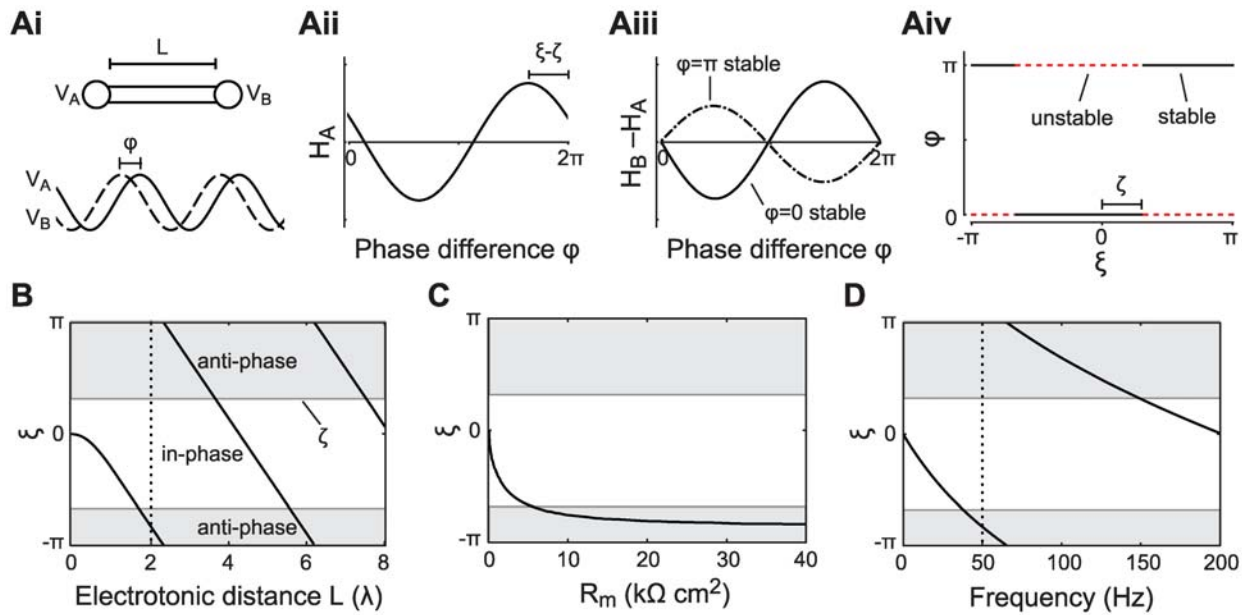 Ai
L
V_A
V_B
φ
V_A
V_B
Aii
ξ-ζ
H_A
0
2π
Phase difference φ
Aiii
φ=π stable
H_B –H_A
0
2π
φ=0 stable
Phase difference φ
Aiv
π
unstable
stable
φ
ζ
0
-π
0
π
ξ
B
π
anti-phase
ζ
ξ
0
in-phase
anti-phase
-π
0
2
4
6
8
Electrotonic distance L (λ)
C
π
ξ
0
-π
0
10
20
30
40
R_m (kΩ cm²)
D
π
ξ
0
-π
0
50
100
150
200
Frequency (Hz)